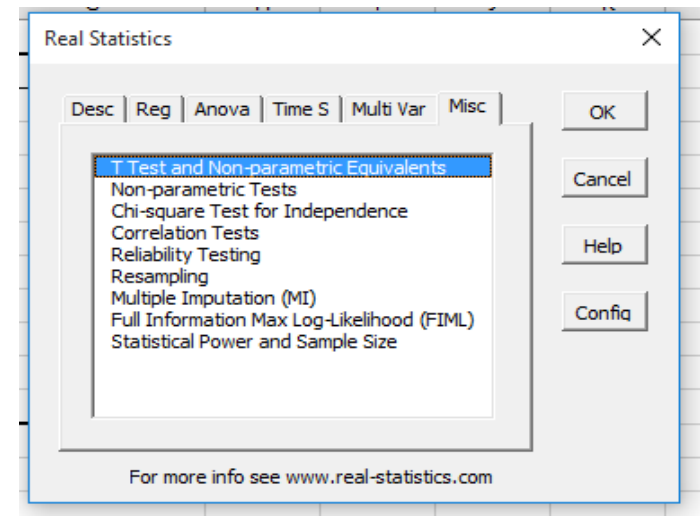 Real Statistics
Desc Reg Anova Time S Multi Var Misc
OK
T Test and Non-parametric Equivalents
Non-parametric Tests
Chi-square Test for Independence
Correlation Tests
Reliability Testing
Resampling
Multiple Imputation (MI)
Full Information Max Log-Likelihood (FIML)
Statistical Power and Sample Size
Cancel
Help
Config
For more info see www.real-statistics.com